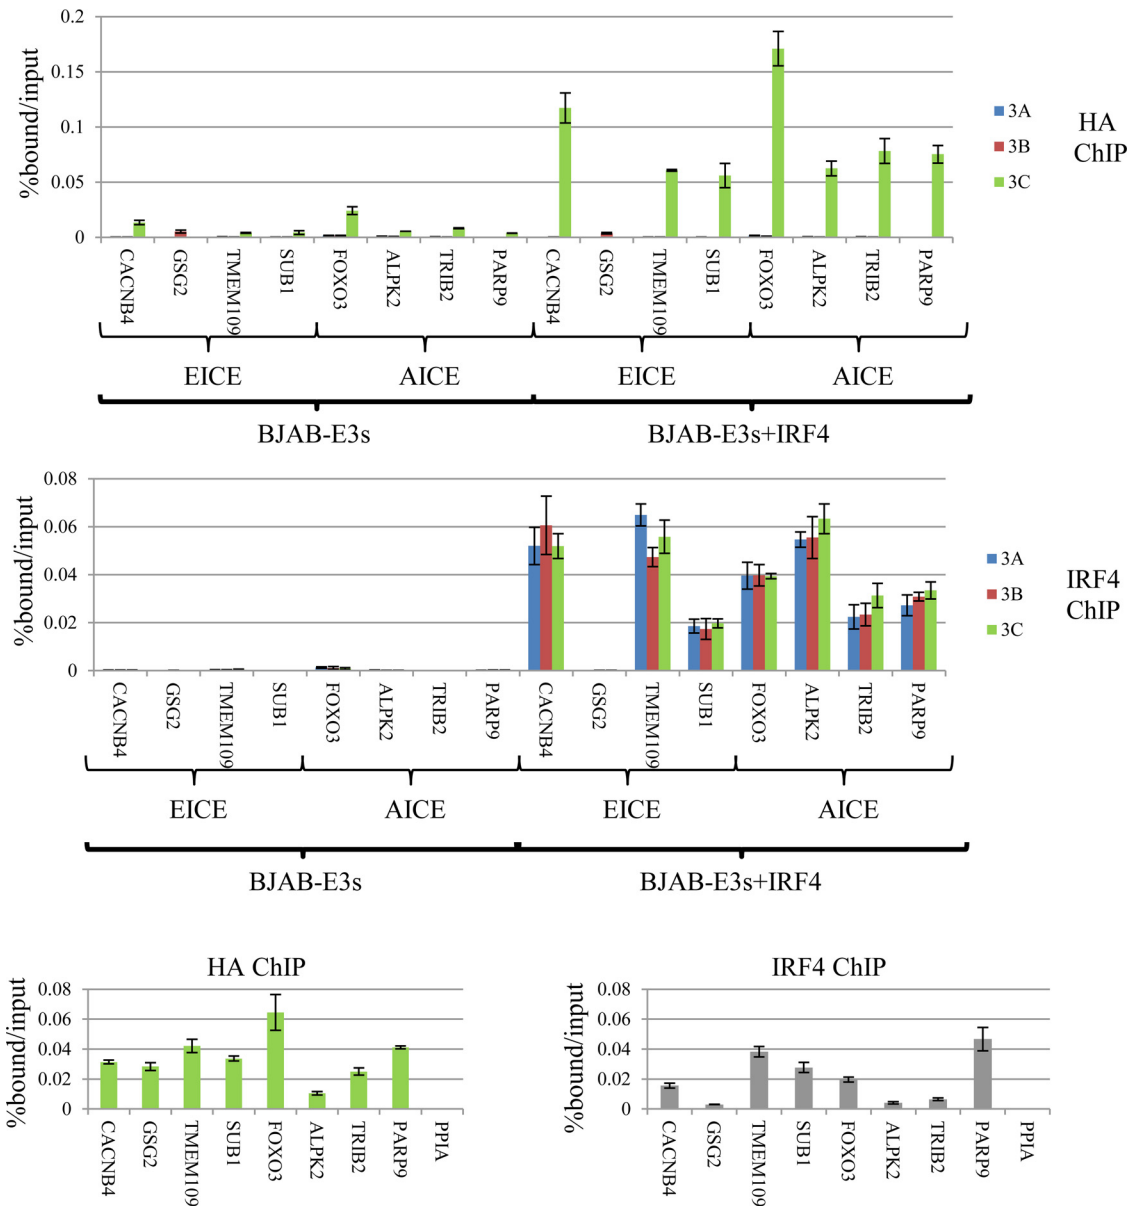 0.2
0.15
0.1
0.05
0
%bound/input
3A
3B
3C
HA
ChIP
CACNB4 GSG2 TMEM109 SUB1 FOXO3 ALPK2 TRIB2 PARP9 CACNB4 GSG2 TMEM109 SUB1 FOXO3 ALPK2 TRIB2 PARP9
EICE AICE EICE AICE
BJAB-E3s BJAB-E3s+IRF4
0.08
0.06
0.04
0.02
0
%bound/input
3A
3B
3C
IRF4
ChIP
CACNB4 GSG2 TMEM109 SUB1 FOXO3 ALPK2 TRIB2 PARP9 CACNB4 GSG2 TMEM109 SUB1 FOXO3 ALPK2 TRIB2 PARP9
EICE AICE EICE AICE
BJAB-E3s BJAB-E3s+IRF4
HA ChIP
0.08
0.06
0.04
0.02
0
%bound/input
CACNB4 GSG2 TMEM109 SUB1 FOXO3 ALPK2 TRIB2 PARP9 PPIA
IRF4 ChIP
0.08
0.06
0.04
0.02
0
%bound/input
CACNB4 GSG2 TMEM109 SUB1 FOXO3 ALPK2 TRIB2 PARP9 PPIA